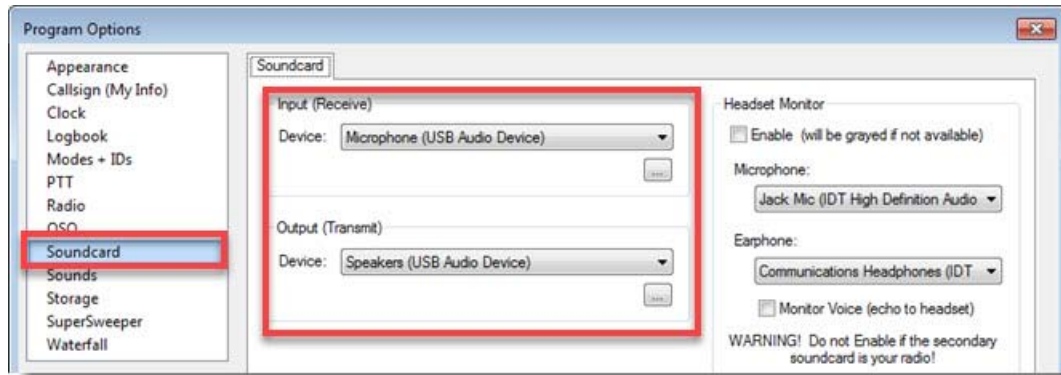 Program Options
Appearance
Callsign (My Info)
Clock
Logbook
Modes + IDs
PTT
Radio
QSO
Soundcard
Sounds
Storage
SuperSweeper
Waterfall
Soundcard
Input (Receive)
Device: Microphone (USB Audio Device)
...
Output (Transmit)
Device: Speakers (USB Audio Device)
...
Headset Monitor
Enable (will be grayed if not available)
Microphone:
Jack Mic (IDT High Definition Audio
Earphone:
Communications Headphones (IDT
Monitor Voice (echo to headset)
WARNING! Do not Enable if the secondary
soundcard is your radio!